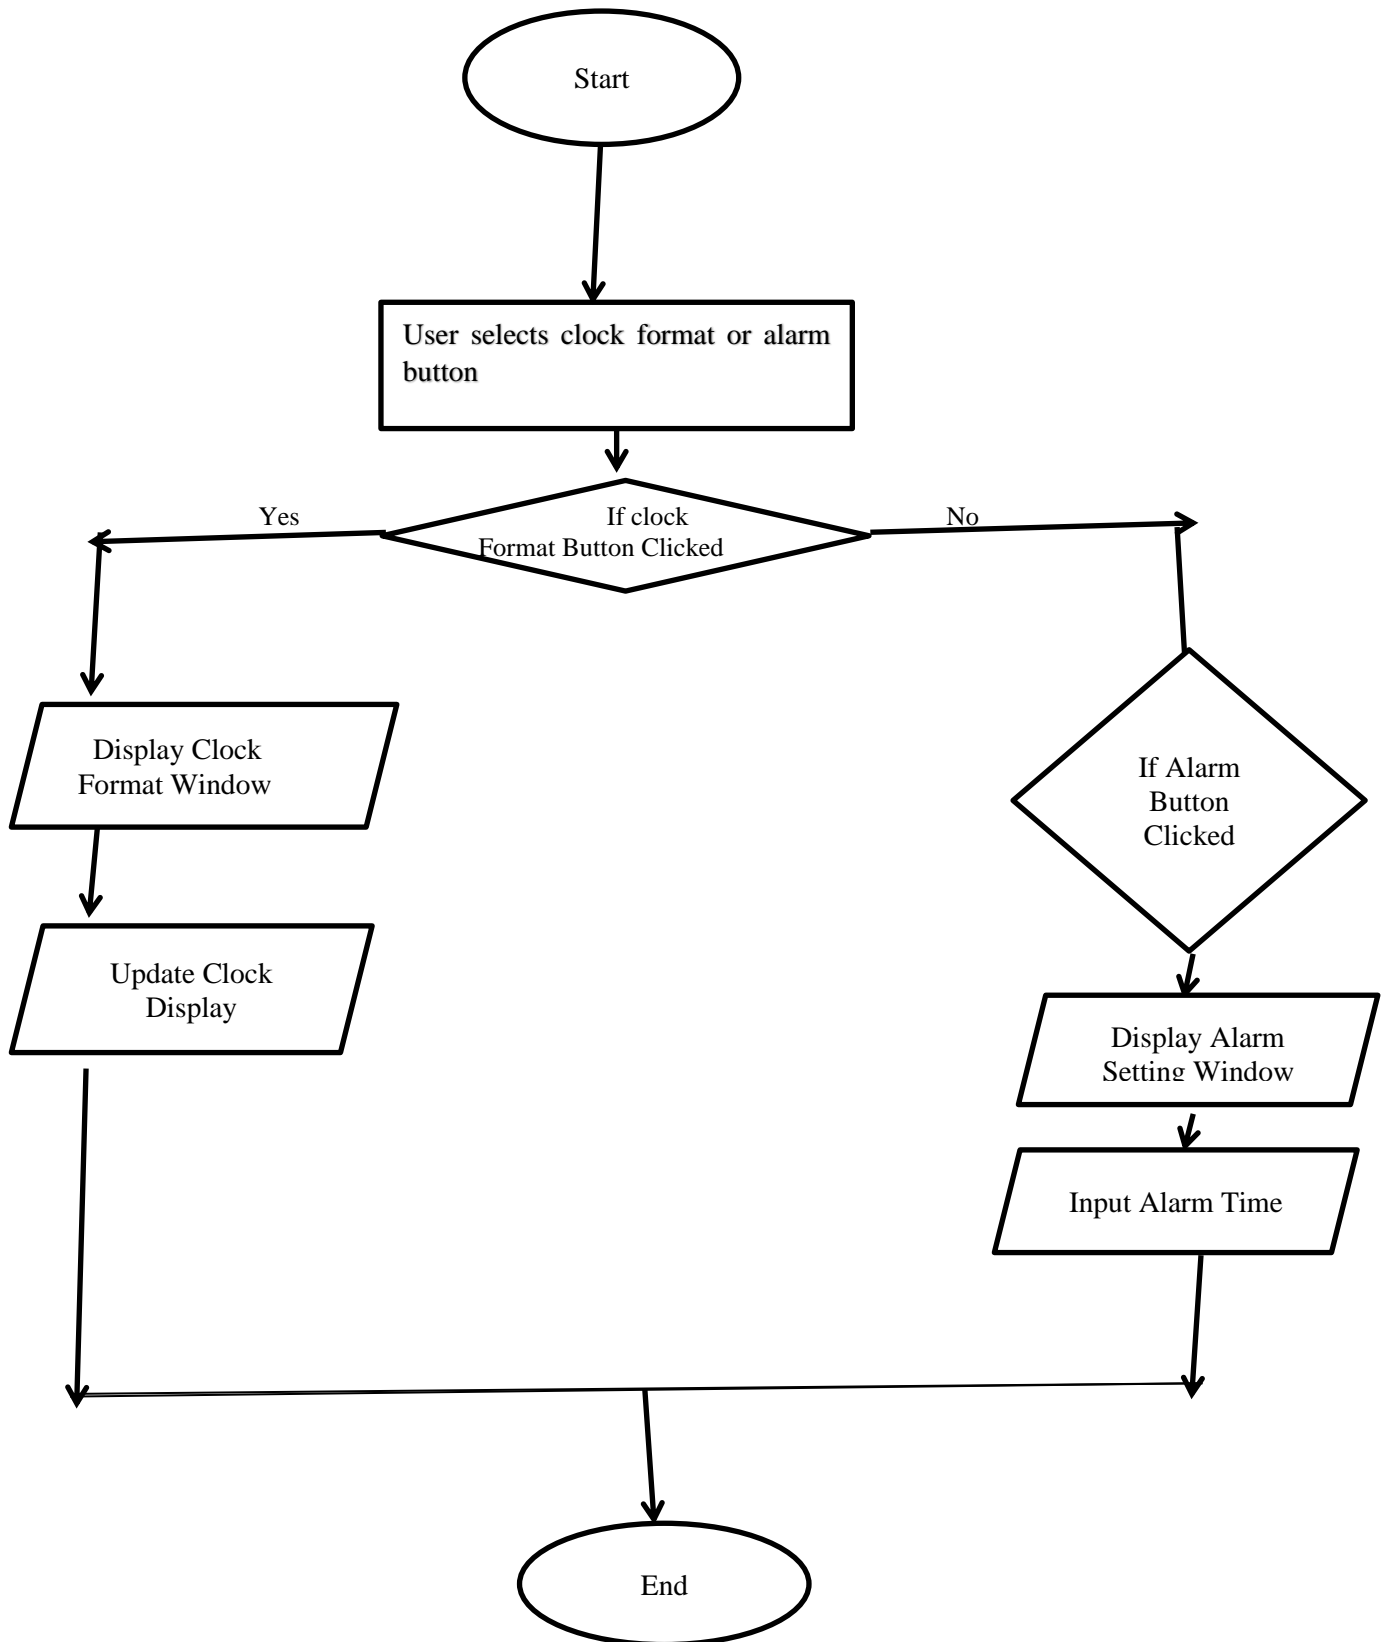 Start
User selects clock format or alarm
button
Yes
If clock
Format Button Clicked
No
Display Clock
Format Window
If Alarm
Button
Clicked
Update Clock
Display
Display Alarm
Setting Window
Input Alarm Time
End